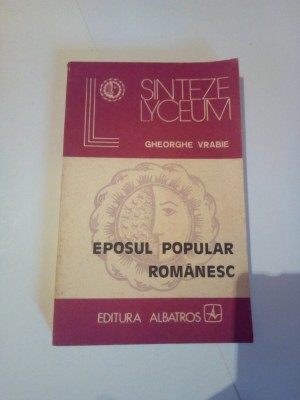 SINTEZE
LYCEUM
GHEORGHE VRABIE
EPOSUL POPULAR
ROMÂNESC
EDITURA ALBATROS